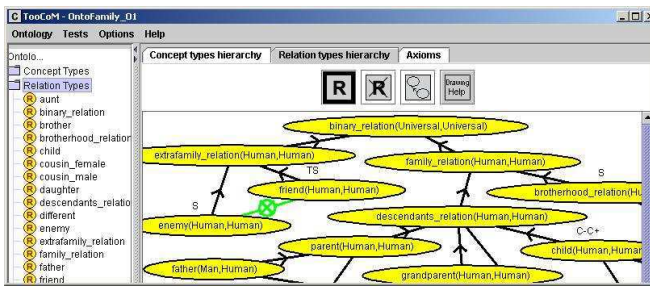 TooCoM - OntoFamily_01
Ontology Tests Options Help
Ontolo...
Concept Types
Relation Types
aunt
binary_relation
brother
brotherhood_relation
child
cousin_female
cousin_male
daughter
descendants_relatio
different
enemy
extrafamily_relation
family_relation
father
friend
Concept types hierarchy Relation types hierarchy Axioms
R R Drawing Help
binary_relation(Universal,Universal)
extrafamily_relation(Human,Human) family_relation(Human,Human)
TS S
friend(Human,Human) brotherhood_relation(Hu
S
enemy(Human,Human) descendants_relation(Human,Human)
C-C+
parent(Human,Human) child(Human,Human
father(Man,Human) grandparent(Human,Human)